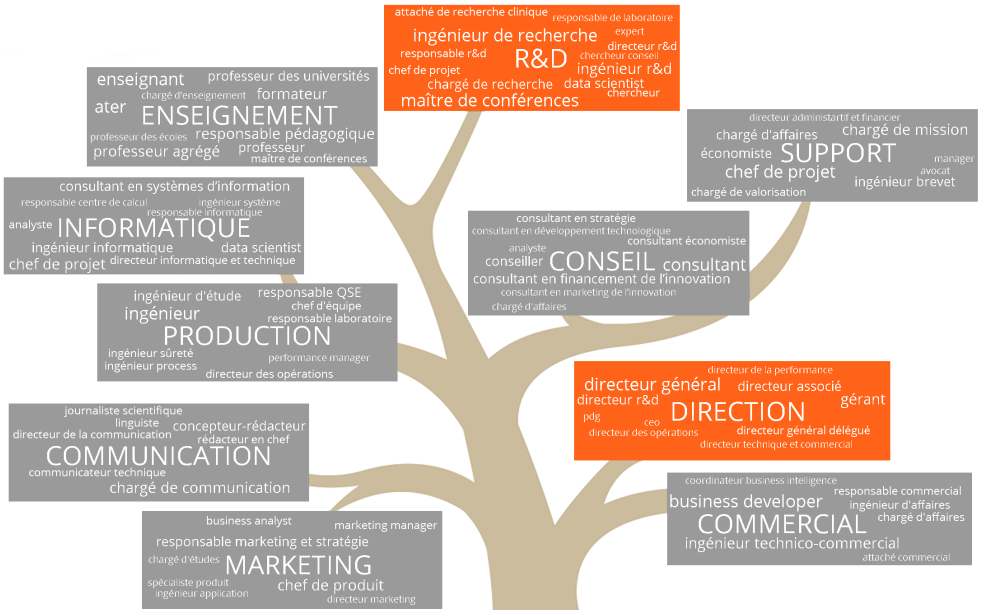 attaché de recherche clinique
responsable de laboratoire
ingénieur de recherche
expert
responsable r&d
R&D
directeur r&d
chercheur conseil
chef de projet
ingénieur r&d
chargé de recherche
data scientist
chercheur
maître de conférences
enseignant
professeur des universités
chargé d'enseignement
formateur
ater
ENSEIGNEMENT
professeur des écoles
responsable pédagogique
professeur agrégé
professeur
maître de conférences
directeur administartif et financier
chargé d'affaires
chargé de mission
économiste
SUPPORT
manager
chef de projet
avocat
ingénieur brevet
chargé de valorisation
consultant en systèmes d'information
responsable centre de calcul
ingénieur système
responsable informatique
analyste
INFORMATIQUE
ingénieur informatique
data scientist
chef de projet
directeur informatique et technique
consultant en stratégie
consultant en développement technologique
consultant économiste
analyste
conseiller
CONSEIL
consultant
consultant en financement de l'innovation
consultant en marketing de l'innovation
chargé d'affaires
ingénieur d'étude
responsable QSE
chef d'équipe
ingénieur
responsable laboratoire
PRODUCTION
ingénieur sûreté
performance manager
ingénieur process
directeur des opérations
directeur de la performance
directeur général
directeur associé
directeur r&d
gérant
DIRECTION
pdg
ceo
directeur des opérations
directeur général délégué
directeur technique et commercial
journaliste scientifique
linguiste
concepteur-rédacteur
directeur de la communication
rédacteur en chef
COMMUNICATION
communicateur technique
chargé de communication
coordinateur business intelligence
responsable commercial
business developer
ingénieur d'affaires
chargé d'affaires
COMMERCIAL
ingénieur technico-commercial
attaché commercial
business analyst
marketing manager
responsable marketing et stratégie
chargé d'études
MARKETING
spécialiste produit
chef de produit
ingénieur application
directeur marketing